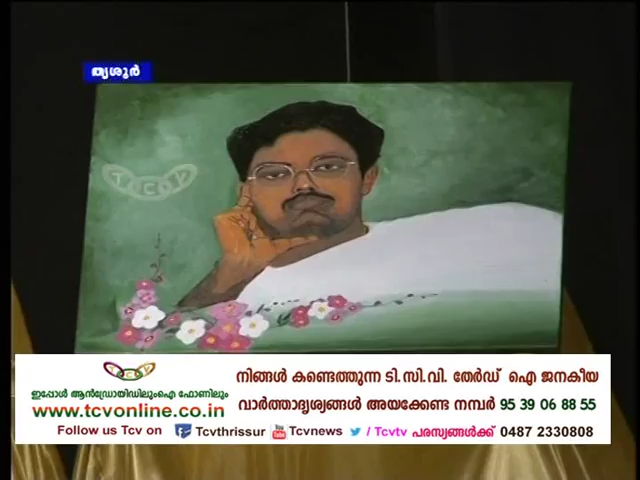 തൃശൂർ
TCV
TCV
നിങ്ങൾ കണ്ടെത്തുന്ന ടി.സി.വി. തേർഡ് ഐ ജനകീയ
ഇപ്പോൾ ആൻഡ്രോയിഡിലുംഐ ഫോണിലും
www.tcvonline.co.in
വാർത്താദൃശ്യങ്ങൾ അയക്കേണ്ട നമ്പർ 95 39 06 88 55
Follow us Tcv on Tcvthrissur Tcvnews / Tcvtv പരസ്യങ്ങൾക്ക് 0487 2330808